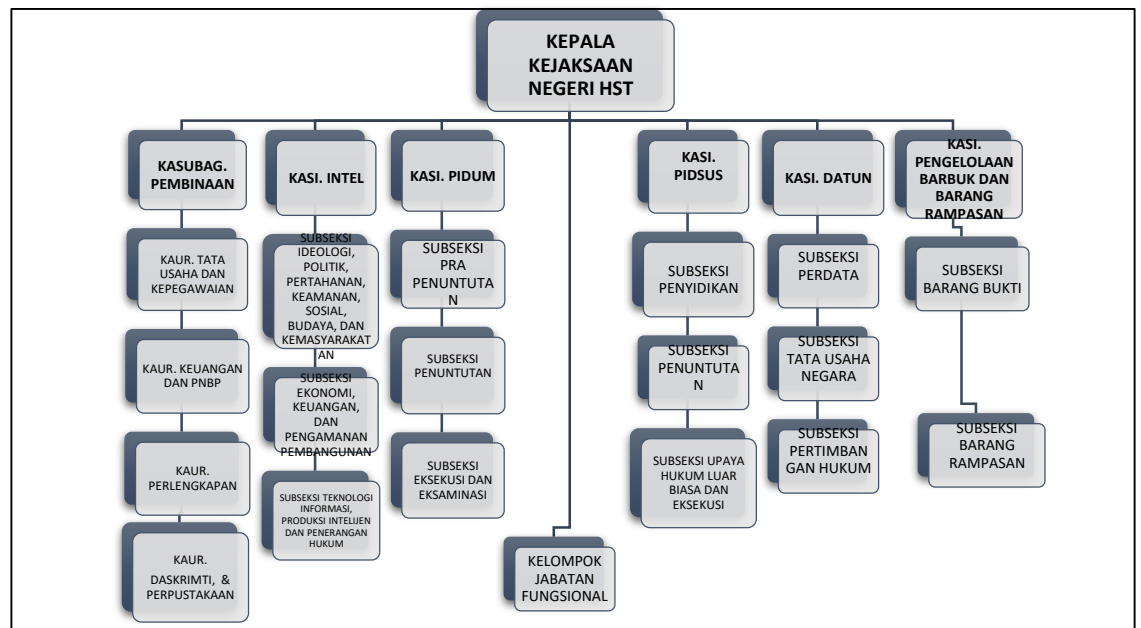 KEPALA
KEJAKSAAN
NEGERI HST
KASUBAG.
PEMBINAAN
KAUR. TATA
USAHA DAN
KEPEGAWAIAN
KAUR. KEUANGAN
DAN PNBP
KAUR.
PERLENGKAPAN
KAUR.
DASKRIMTI, &
PERPUSTAKAAN
KASI. INTEL
SUBSEKSI
IDEOLOGI,
POLITIK,
PERTAHANAN,
KEAMANAN,
SOSIAL,
BUDAYA, DAN
KEMASYARAKAT
AN
SUBSEKSI
EKONOMI,
KEUANGAN,
DAN
PENGAMANAN
PEMBANGUNAN
SUBSEKSI TEKNOLOGI
INFORMASI,
PRODUKSI INTELIJEN
DAN PENERANGAN
HUKUM
KASI. PIDUM
SUBSEKSI
PRA
PENUNTUTA
N
SUBSEKSI
PENUNTUTAN
SUBSEKSI
EKSEKUSI DAN
EKSAMINASI
KELOMPOK
JABATAN
FUNGSIONAL
KASI.
PIDSUS
SUBSEKSI
PENYIDIKAN
SUBSEKSI
PENUNTUTA
N
SUBSEKSI UPAYA
HUKUM LUAR
BIASA DAN
EKSEKUSI
KASI. DATUN
SUBSEKSI
PERDATA
SUBSEKSI
TATA USAHA
NEGARA
SUBSEKSI
PERTIMBAN
GAN HUKUM
KASI.
PENGELOLAAN
BARBUK DAN
BARANG
RAMPASAN
SUBSEKSI
BARANG BUKTI
SUBSEKSI
BARANG
RAMPASAN